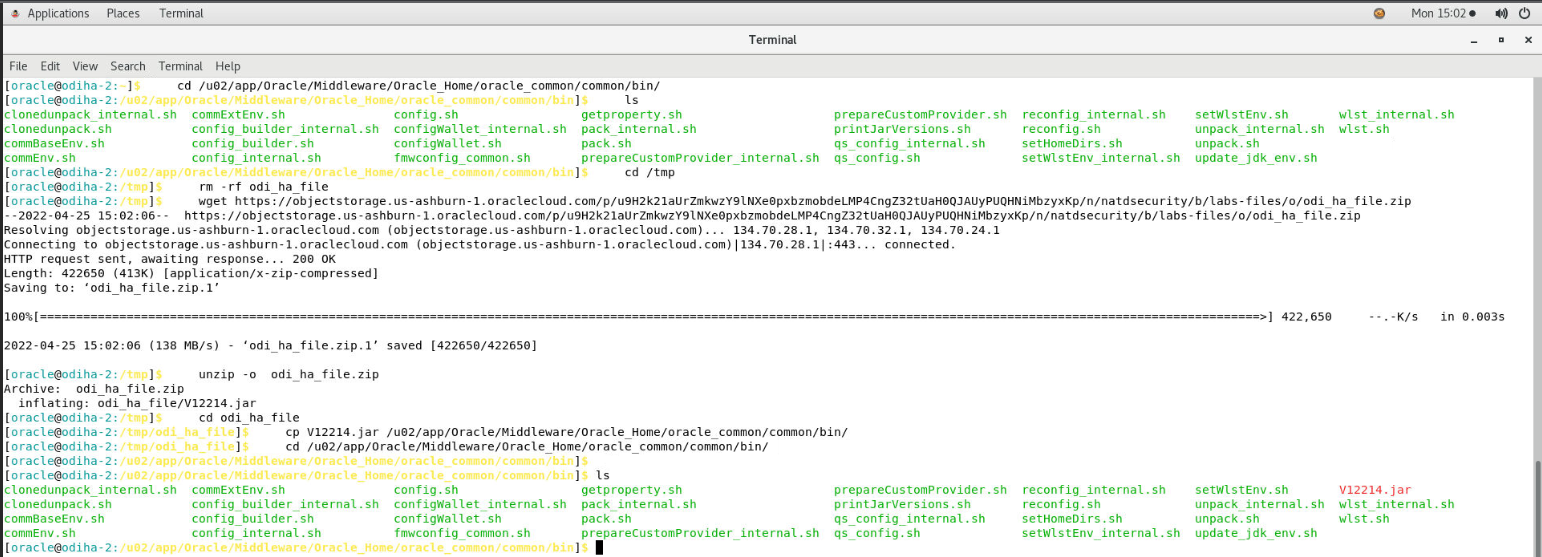 Applications Places Terminal Mon 15:02
Terminal
File Edit View Search Terminal Help
[oracle@odiha-2:~]$ cd /u02/app/Oracle/Middleware/Oracle_Home/oracle_common/common/bin/
[oracle@odiha-2:/u02/app/Oracle/Middleware/Oracle_Home/oracle_common/common/bin]$ ls
clonedunpack_internal.sh commExtEnv.sh config.sh getproperty.sh prepareCustomProvider.sh reconfig_internal.sh setWlstEnv.sh wlst_internal.sh
clonedunpack.sh config_builder_internal.sh configWallet_internal.sh pack_internal.sh printJarVersions.sh reconfig.sh unpack_internal.sh wlst.sh
commBaseEnv.sh config_builder.sh configWallet.sh pack.sh qs_config_internal.sh setHomeDirs.sh unpack.sh
commEnv.sh config_internal.sh fmwconfig_common.sh prepareCustomProvider_internal.sh qs_config.sh setWlstEnv_internal.sh update_jdk_env.sh
[oracle@odiha-2:/u02/app/Oracle/Middleware/Oracle_Home/oracle_common/common/bin]$ cd /tmp
[oracle@odiha-2:/tmp]$ rm -rf odi_ha_file
[oracle@odiha-2:/tmp]$ wget https://objectstorage.us-ashburn-1.oraclecloud.com/p/u9H2k21aUrZmkwzY9lNXe0pxbzmobdeLMP4CngZ32tUaH0QJAUyPUQHNiMbzyxKp/n/natdsecurity/b/labs-files/o/odi_ha_file.zip
--2022-04-25 15:02:06-- https://objectstorage.us-ashburn-1.oraclecloud.com/p/u9H2k21aUrZmkwzY9lNXe0pxbzmobdeLMP4CngZ32tUaH0QJAUyPUQHNiMbzyxKp/n/natdsecurity/b/labs-files/o/odi_ha_file.zip
Resolving objectstorage.us-ashburn-1.oraclecloud.com (objectstorage.us-ashburn-1.oraclecloud.com)... 134.70.28.1, 134.70.32.1, 134.70.24.1
Connecting to objectstorage.us-ashburn-1.oraclecloud.com (objectstorage.us-ashburn-1.oraclecloud.com)|134.70.28.1|:443... connected.
HTTP request sent, awaiting response... 200 OK
Length: 422650 (413K) [application/x-zip-compressed]
Saving to: ‘odi_ha_file.zip.1’
100%[=========================================================================================================================================================================>] 422,650 --.-K/s in 0.003s
2022-04-25 15:02:06 (138 MB/s) - ‘odi_ha_file.zip.1’ saved [422650/422650]
[oracle@odiha-2:/tmp]$ unzip -o odi_ha_file.zip
Archive: odi_ha_file.zip
inflating: odi_ha_file/V12214.jar
[oracle@odiha-2:/tmp]$ cd odi_ha_file
[oracle@odiha-2:/tmp/odi_ha_file]$ cp V12214.jar /u02/app/Oracle/Middleware/Oracle_Home/oracle_common/common/bin/
[oracle@odiha-2:/tmp/odi_ha_file]$ cd /u02/app/Oracle/Middleware/Oracle_Home/oracle_common/common/bin/
[oracle@odiha-2:/u02/app/Oracle/Middleware/Oracle_Home/oracle_common/common/bin]$
[oracle@odiha-2:/u02/app/Oracle/Middleware/Oracle_Home/oracle_common/common/bin]$ ls
clonedunpack_internal.sh commExtEnv.sh config.sh getproperty.sh prepareCustomProvider.sh reconfig_internal.sh setWlstEnv.sh V12214.jar
clonedunpack.sh config_builder_internal.sh configWallet_internal.sh pack_internal.sh printJarVersions.sh reconfig.sh unpack_internal.sh wlst_internal.sh
commBaseEnv.sh config_builder.sh configWallet.sh pack.sh qs_config_internal.sh setHomeDirs.sh unpack.sh wlst.sh
commEnv.sh config_internal.sh fmwconfig_common.sh prepareCustomProvider_internal.sh qs_config.sh setWlstEnv_internal.sh update_jdk_env.sh
[oracle@odiha-2:/u02/app/Oracle/Middleware/Oracle_Home/oracle_common/common/bin]$